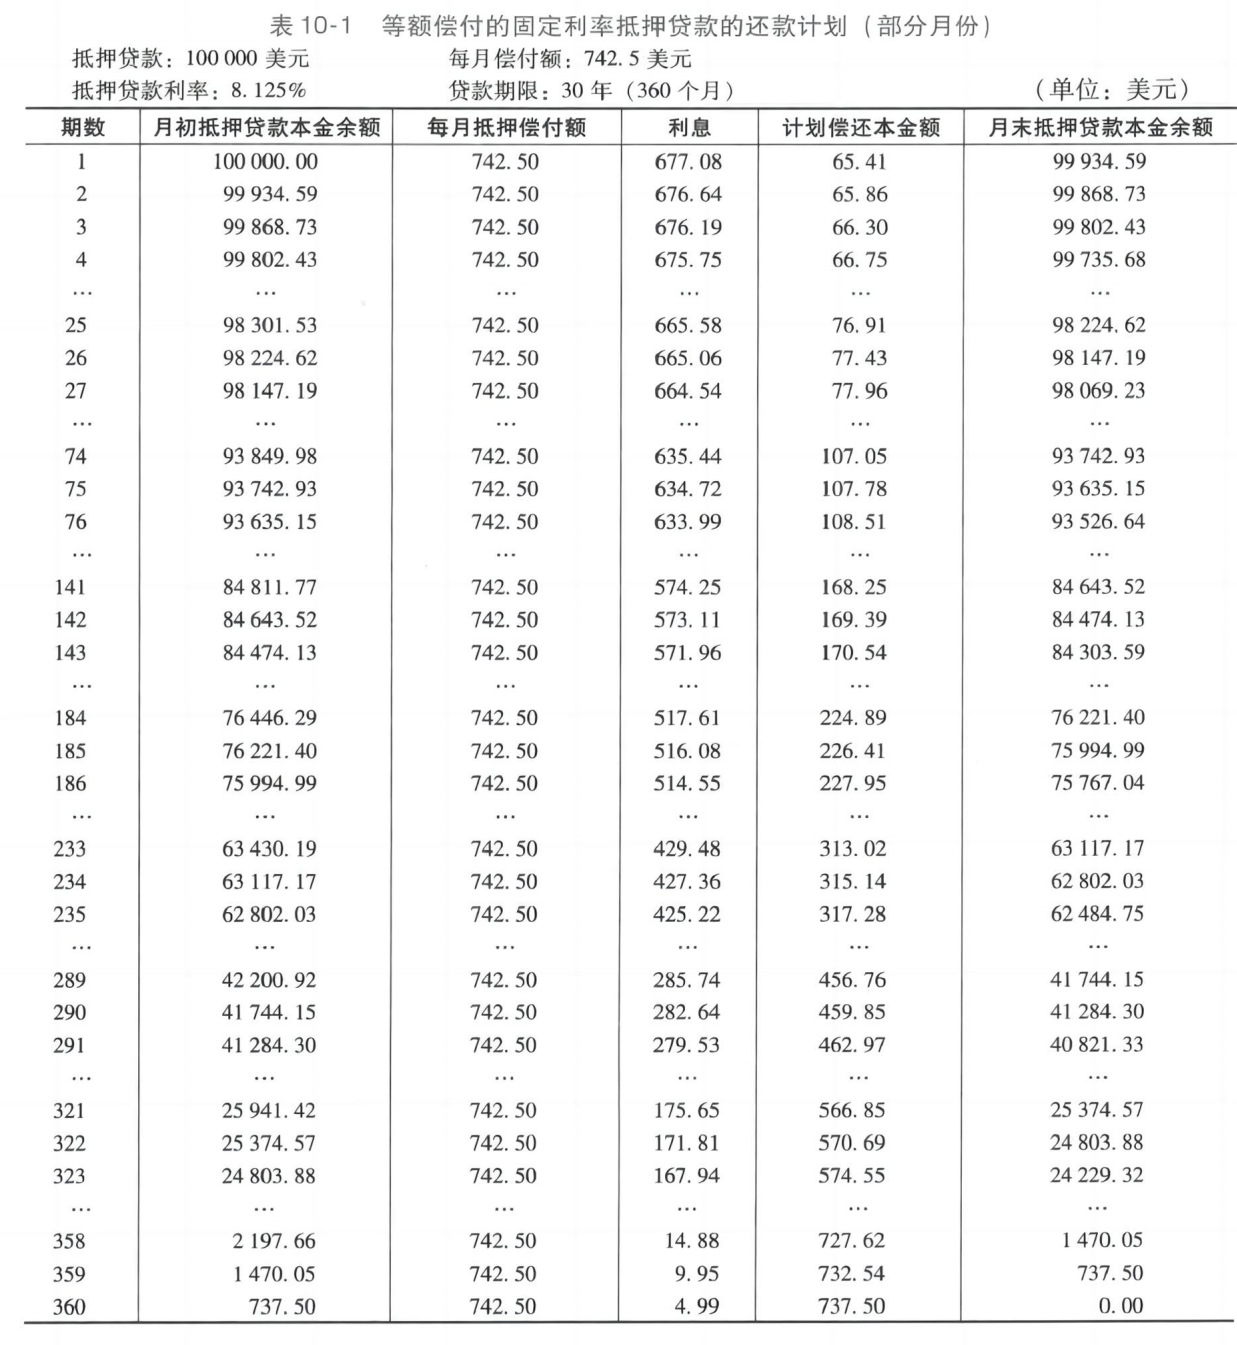 表 10-1 等额偿付的固定利率抵押贷款的还款计划（部分月份）
抵押贷款：100 000 美元 每月偿付额：742. 5 美元
抵押贷款利率：8. 125% 贷款期限：30 年（360 个月） （单位：美元）
期数 月初抵押贷款本金余额 每月抵押偿付额 利息 计划偿还本金额 月末抵押贷款本金余额
1 100 000. 00 742. 50 677. 08 65. 41 99 934. 59
2 99 934. 59 742. 50 676. 64 65. 86 99 868. 73
3 99 868. 73 742. 50 676. 19 66. 30 99 802. 43
4 99 802. 43 742. 50 675. 75 66. 75 99 735. 68
… … … … … …
25 98 301. 53 742. 50 665. 58 76. 91 98 224. 62
26 98 224. 62 742. 50 665. 06 77. 43 98 147. 19
27 98 147. 19 742. 50 664. 54 77. 96 98 069. 23
… … … … … …
74 93 849. 98 742. 50 635. 44 107. 05 93 742. 93
75 93 742. 93 742. 50 634. 72 107. 78 93 635. 15
76 93 635. 15 742. 50 633. 99 108. 51 93 526. 64
… … … … … …
141 84 811. 77 742. 50 574. 25 168. 25 84 643. 52
142 84 643. 52 742. 50 573. 11 169. 39 84 474. 13
143 84 474. 13 742. 50 571. 96 170. 54 84 303. 59
… … … … … …
184 76 446. 29 742. 50 517. 61 224. 89 76 221. 40
185 76 221. 40 742. 50 516. 08 226. 41 75 994. 99
186 75 994. 99 742. 50 514. 55 227. 95 75 767. 04
… … … … … …
233 63 430. 19 742. 50 429. 48 313. 02 63 117. 17
234 63 117. 17 742. 50 427. 36 315. 14 62 802. 03
235 62 802. 03 742. 50 425. 22 317. 28 62 484. 75
… … … … … …
289 42 200. 92 742. 50 285. 74 456. 76 41 744. 15
290 41 744. 15 742. 50 282. 64 459. 85 41 284. 30
291 41 284. 30 742. 50 279. 53 462. 97 40 821. 33
… … … … … …
321 25 941. 42 742. 50 175. 65 566. 85 25 374. 57
322 25 374. 57 742. 50 171. 81 570. 69 24 803. 88
323 24 803. 88 742. 50 167. 94 574. 55 24 229. 32
… … … … … …
358 2 197. 66 742. 50 14. 88 727. 62 1 470. 05
359 1 470. 05 742. 50 9. 95 732. 54 737. 50
360 737. 50 742. 50 4. 99 737. 50 0. 00